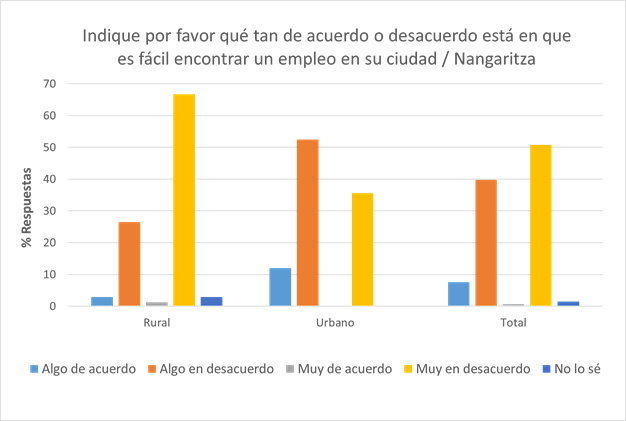 Indique por favor qué tan de acuerdo o desacuerdo está en que
es fácil encontrar un empleo en su ciudad / Nangaritza
% Respuestas
70
60
50
40
30
20
10
0
Rural Urbano Total
Algo de acuerdo Algo en desacuerdo Muy de acuerdo Muy en desacuerdo No lo sé